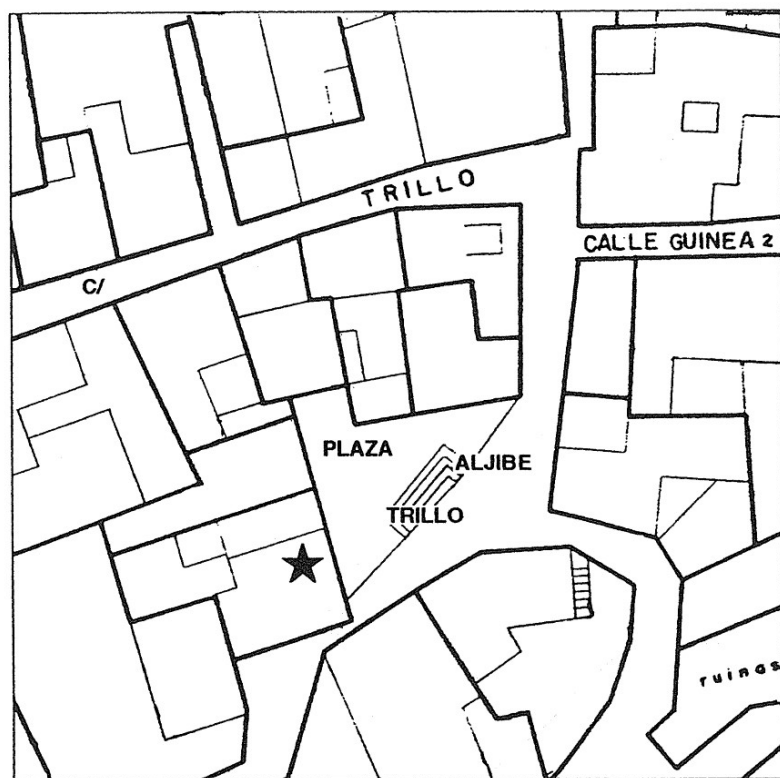 TRILLO
CALLE GUINEA 2
C/
PLAZA
ALJIBE
TRILLO
ruinas